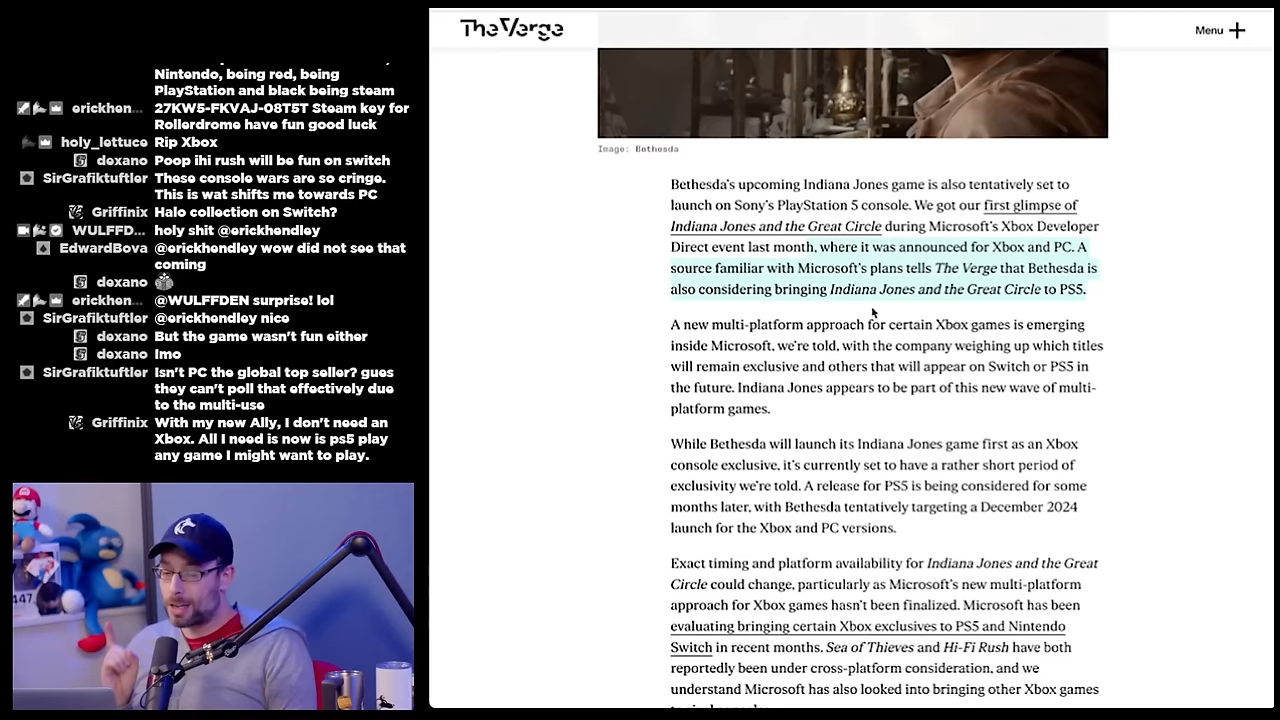 Nintendo, being red, being
PlayStation and black being steam
erickhen... 27KW5-FKVAJ-08T5T Steam key for
Rollerdrome have fun good luck
holy_lettuce Rip Xbox
dexano Poop ihi rush will be fun on switch
SirGrafiktuftler These console wars are so cringe.
This is wat shifts me towards PC
Griffinix Halo collection on Switch?
WULFFD... holy shit @erickhendley
EdwardBova @erickhendley wow did not see that
coming
dexano
erickhen... @WULFFDEN surprise! lol
SirGrafiktuftler @erickhendley nice
dexano But the game wasn't fun either
dexano Imo
SirGrafiktuftler Isn't PC the global top seller? gues
they can't poll that effectively due
to the multi-use
Griffinix With my new Ally, I don't need an
Xbox. All I need is now is ps5 play
any game I might want to play.
447
The Verge
Menu
Image: Bethesda
Bethesda's upcoming Indiana Jones game is also tentatively set to
launch on Sony's PlayStation 5 console. We got our first glimpse of
Indiana Jones and the Great Circle during Microsoft's Xbox Developer
Direct event last month, where it was announced for Xbox and PC. A
source familiar with Microsoft's plans tells The Verge that Bethesda is
also considering bringing Indiana Jones and the Great Circle to PS5.
A new multi-platform approach for certain Xbox games is emerging
inside Microsoft, we're told, with the company weighing up which titles
will remain exclusive and others that will appear on Switch or PS5 in
the future. Indiana Jones appears to be part of this new wave of multi-
platform games.
While Bethesda will launch its Indiana Jones game first as an Xbox
console exclusive, it's currently set to have a rather short period of
exclusivity we're told. A release for PS5 is being considered for some
months later, with Bethesda tentatively targeting a December 2024
launch for the Xbox and PC versions.
Exact timing and platform availability for Indiana Jones and the Great
Circle could change, particularly as Microsoft's new multi-platform
approach for Xbox games hasn't been finalized. Microsoft has been
evaluating bringing certain Xbox exclusives to PS5 and Nintendo
Switch in recent months. Sea of Thieves and Hi-Fi Rush have both
reportedly been under cross-platform consideration, and we
understand Microsoft has also looked into bringing other Xbox games